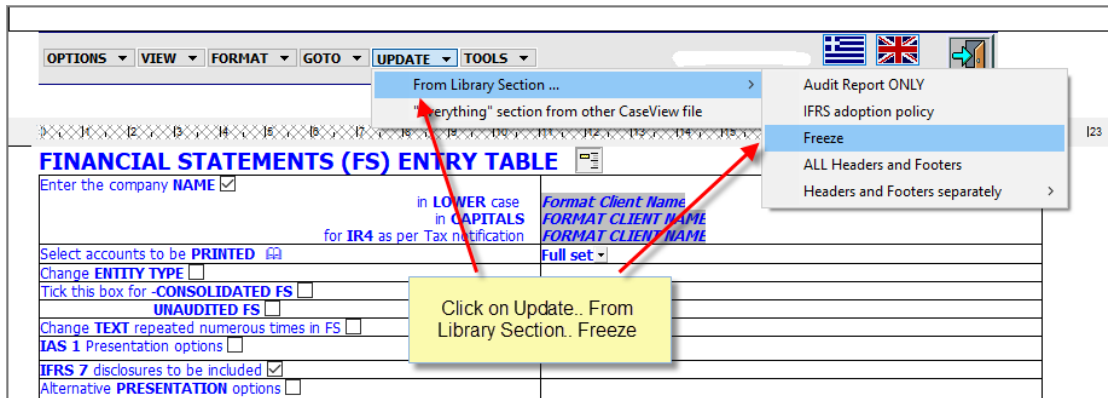 OPTIONS VIEW FORMAT GOTO UPDATE TOOLS
From Library Section ...
"Everything" section from other CaseView file
Audit Report ONLY
IFRS adoption policy
Freeze
ALL Headers and Footers
Headers and Footers separately
23
FINANCIAL STATEMENTS (FS) ENTRY TABLE
Enter the company NAME
in LOWER case Format Client Name
in CAPITALS FORMAT CLIENT NAME
for IR4 as per Tax notification FORMAT CLIENT NAME
Select accounts to be PRINTED Full set
Change ENTITY TYPE
Tick this box for -CONSOLIDATED FS
UNAUDITED FS
Change TEXT repeated numerous times in FS
IAS 1 Presentation options
IFRS 7 disclosures to be included
Alternative PRESENTATION options
Click on Update.. From
Library Section.. Freeze